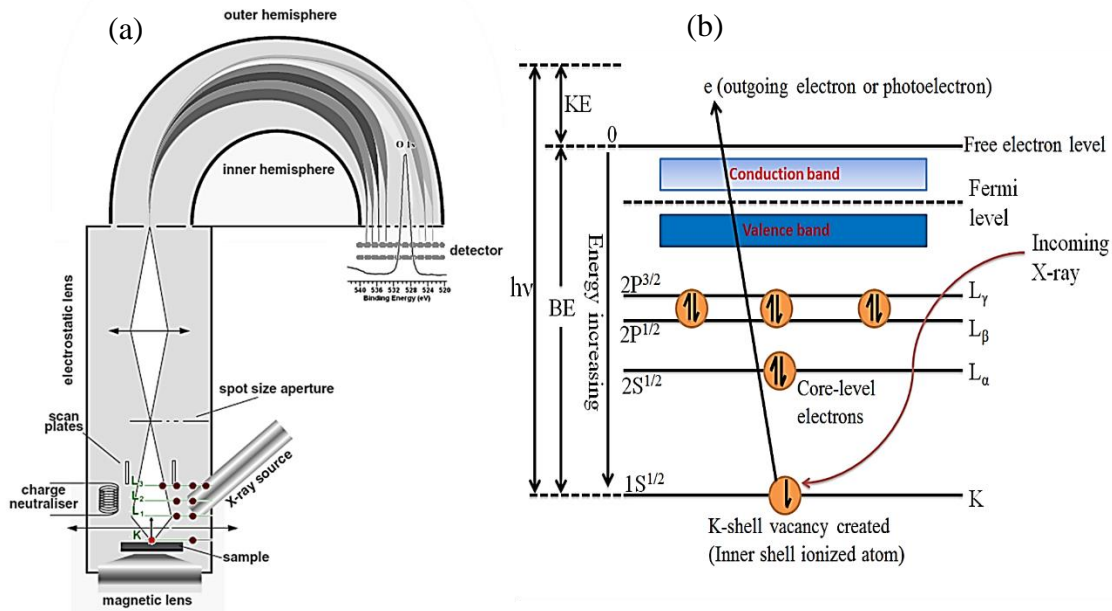 (a)
outer hemisphere
inner hemisphere
O 1s
detector
540 536 532 528 524 520
Binding Energy (eV)
electrostatic lens
spot size aperture
scan
plates
charge
neutraliser
L3
L2
L1
K
X-ray source
sample
magnetic lens
(b)
e (outgoing electron or photoelectron)
KE
0
Free electron level
Conduction band
Fermi
level
Valence band
Incoming
X-ray
hν
BE
Energy increasing
2P3/2
Lγ
2P1/2
Lβ
2S1/2
Lα
Core-level
electrons
1S1/2
K
K-shell vacancy created
(Inner shell ionized atom)